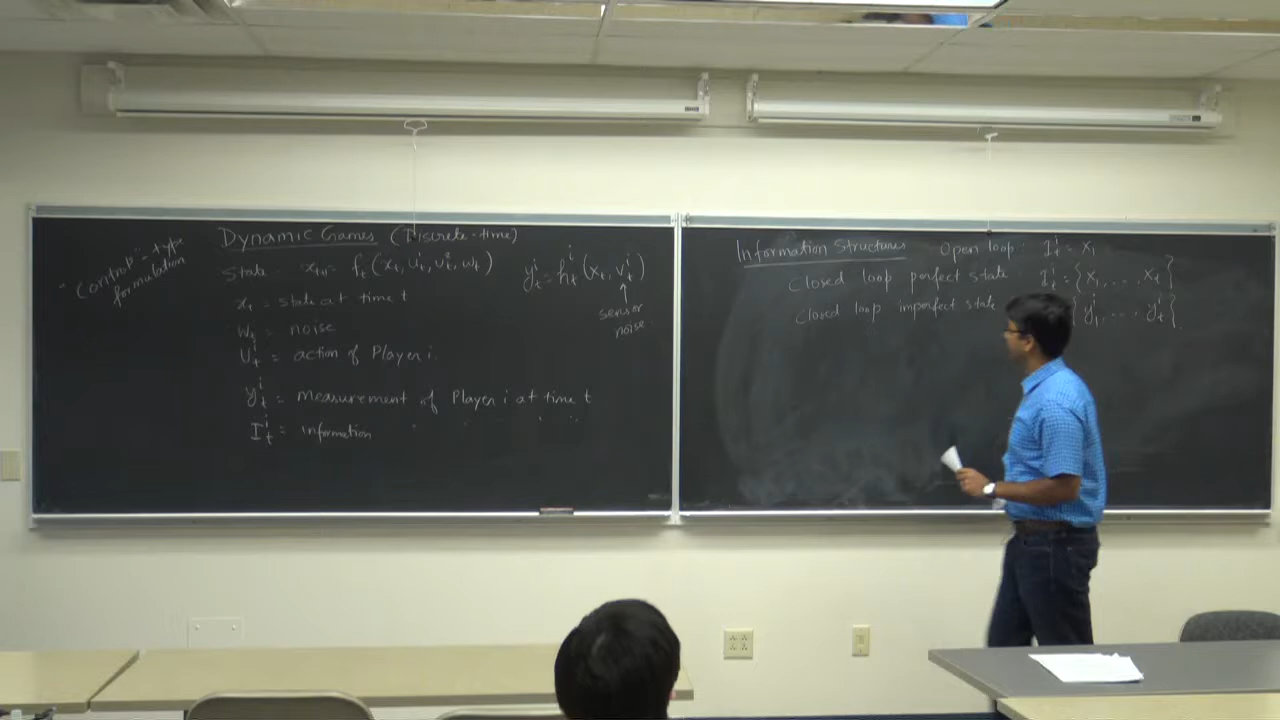 "Control"-type
formulation
Dynamic Games (Discrete-time)
State: x_{t+1} = f_t(x_t, u_t^1, u_t^2, w_t)
y_t^i = h_t^i(x_t, v_t^i)
↑
sensor
noise.
x_t = state at time t
w_t = noise
U_t^i = action of Player i.
y_t^i = Measurement of Player i at time t
I_t^i = information " " " "
Information Structures Open loop: I_t^i = x_1
Closed loop perfect state I_t^i = {x_1, ... x_t}
Closed loop imperfect state {y_1^i, ..., y_t^i}.